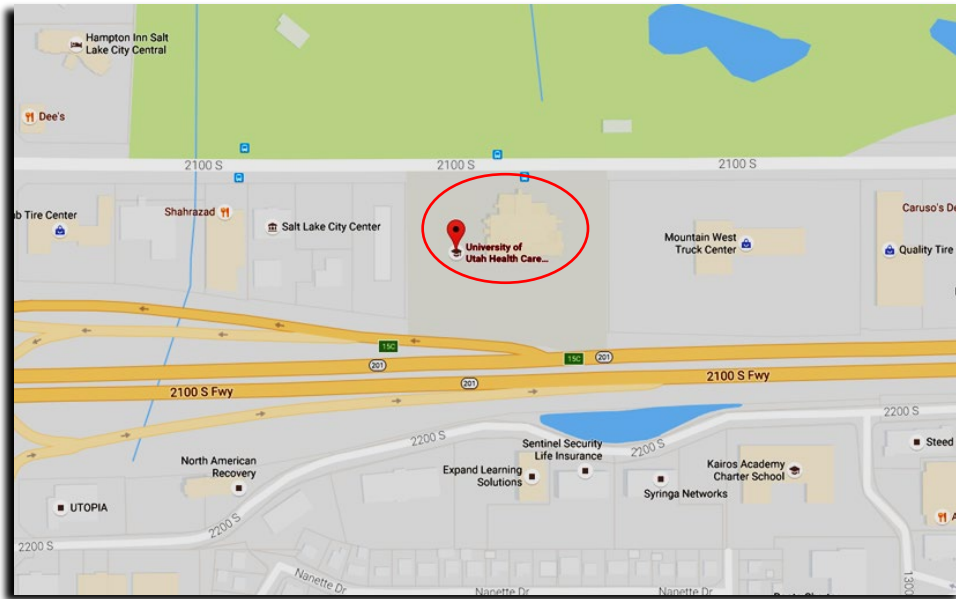 Hampton Inn Salt
Lake City Central
Dee's
2100 S
2100 S
2100 S
Tire Center
Shahrazad
Salt Lake City Center
University of
Utah Health Care...
Mountain West
Truck Center
Caruso's
Quality Tire
15C
15C
201
201
201
2100 S Fwy
2100 S Fwy
2200 S
2200 S
2200 S
2200 S
2200 S
North American
Recovery
UTOPIA
Expand Learning
Solutions
Sentinel Security
Life Insurance
Syringa Networks
Kairos Academy
Charter School
Steed
Nanette Dr
Nanette Dr
Nanette Dr
1300